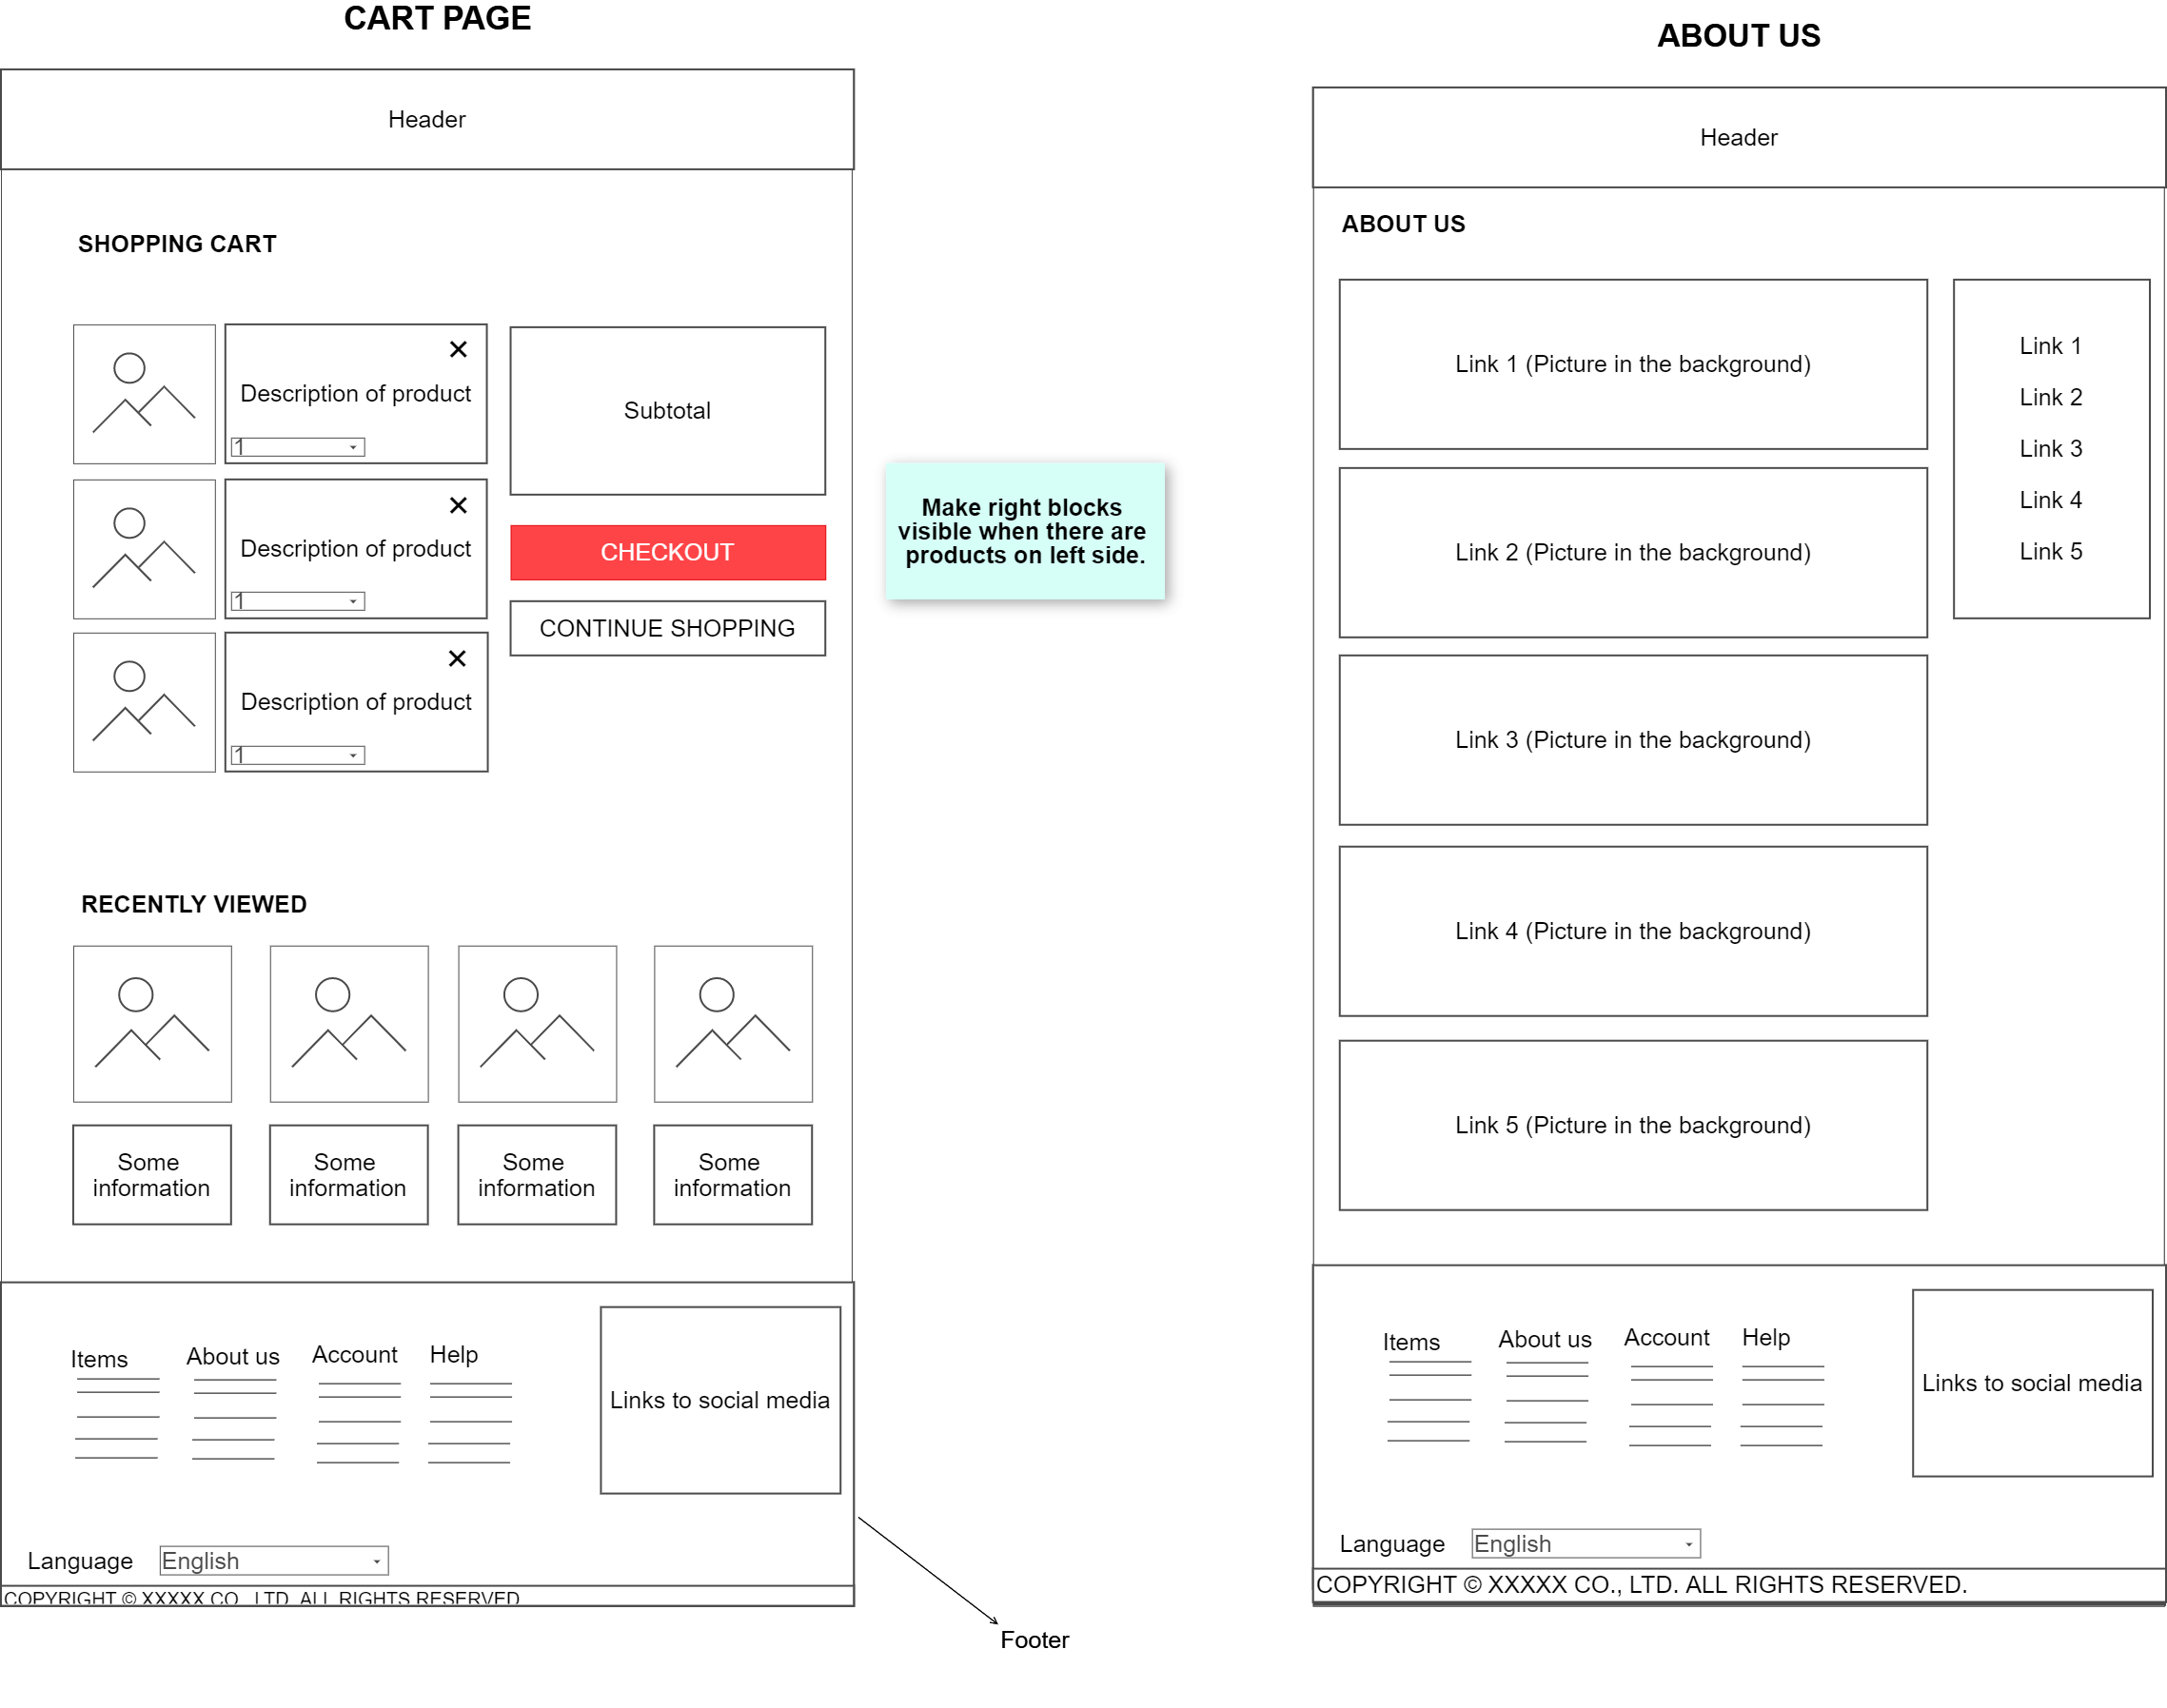 CART PAGE
Header
SHOPPING CART
Description of product
1
Subtotal
Description of product
1
CHECKOUT
CONTINUE SHOPPING
Description of product
1
Make right blocks
visible when there are
products on left side.
RECENTLY VIEWED
Some
information
Some
information
Some
information
Some
information
Items
About us
Account
Help
Links to social media
Language
English
COPYRIGHT © XXXXX CO., LTD. ALL RIGHTS RESERVED
Footer
ABOUT US
Header
ABOUT US
Link 1 (Picture in the background)
Link 2 (Picture in the background)
Link 3 (Picture in the background)
Link 4 (Picture in the background)
Link 5 (Picture in the background)
Link 1
Link 2
Link 3
Link 4
Link 5
Items
About us
Account
Help
Links to social media
Language
English
COPYRIGHT © XXXXX CO., LTD. ALL RIGHTS RESERVED.